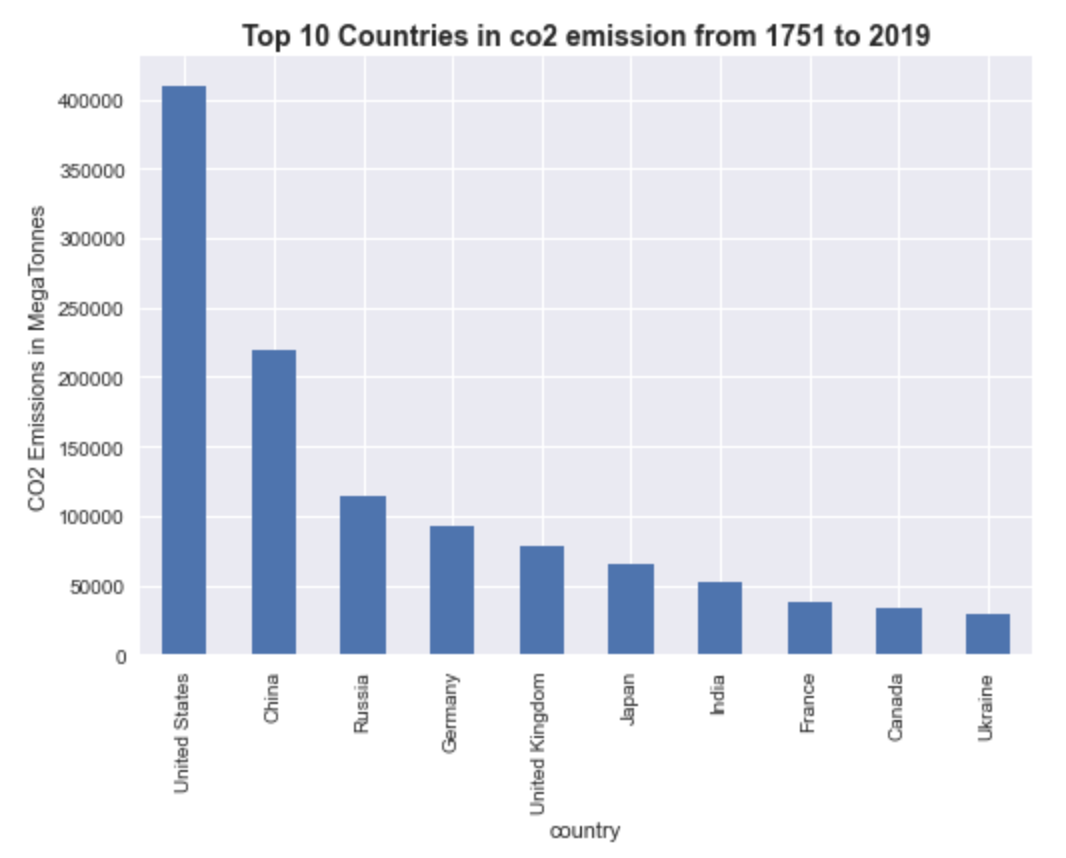 Top 10 Countries in co2 emission from 1751 to 2019
CO2 Emissions in MegaTonnes
400000
350000
300000
250000
200000
150000
100000
50000
0
United States
China
Russia
Germany
United Kingdom
Japan
India
France
Canada
Ukraine
country